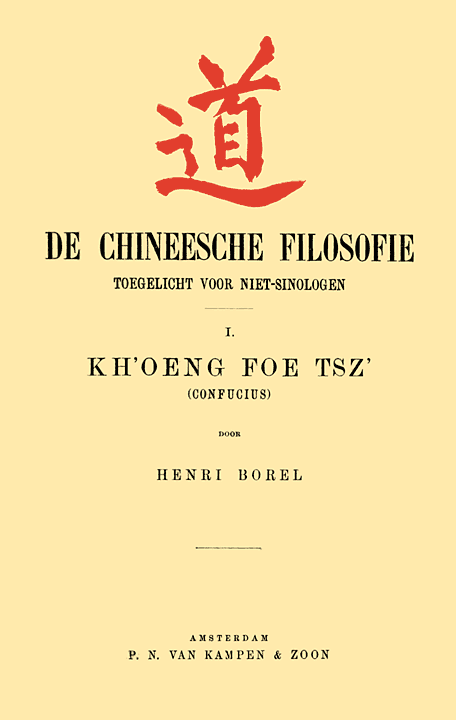 道
DE CHINEESCHE FILOSOFIE
TOEGELICHT VOOR NIET-SINOLOGEN
I.
KH'OENG FOE TSZ'
(CONFUCIUS)
DOOR
HENRI BOREL
AMSTERDAM
P. N. VAN KAMPEN & ZOON